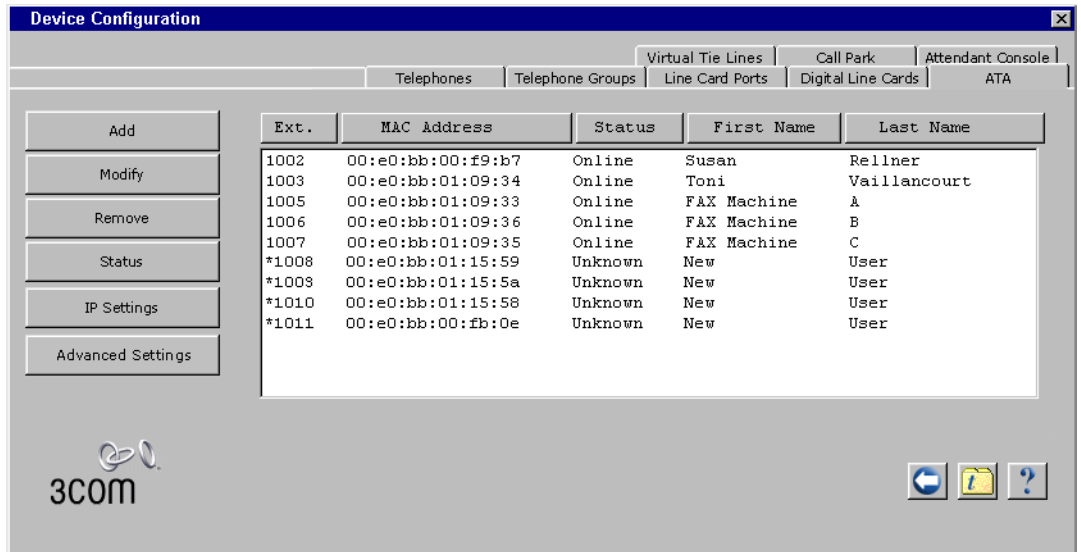 Device Configuration
Virtual Tie Lines Call Park Attendant Console
Telephones Telephone Groups Line Card Ports Digital Line Cards ATA
Add
Modify
Remove
Status
IP Settings
Advanced Settings
Ext. MAC Address Status First Name Last Name
1002 00:e0:bb:00:f9:b7 Online Susan Rellner
1003 00:e0:bb:01:09:34 Online Toni Vaillancourt
1005 00:e0:bb:01:09:33 Online FAX Machine A
1006 00:e0:bb:01:09:36 Online FAX Machine B
1007 00:e0:bb:01:09:35 Online FAX Machine C
*1008 00:e0:bb:01:15:59 Unknown New User
*1009 00:e0:bb:01:15:5a Unknown New User
*1010 00:e0:bb:01:15:58 Unknown New User
*1011 00:e0:bb:00:fb:0e Unknown New User
3COM
t ?